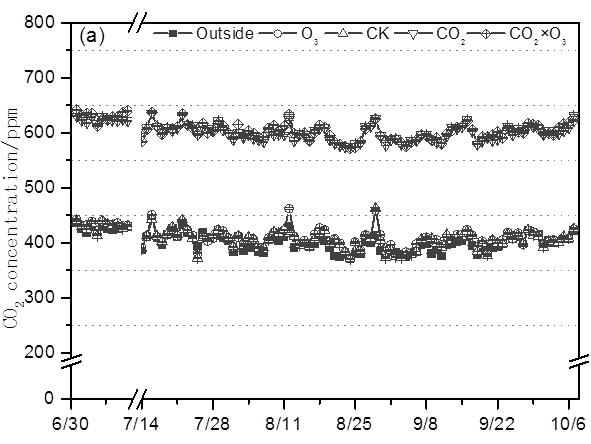 800
(a)
Outside O₃ CK CO₂ CO₂×O₃
700
600
500
400
300
200
0
CO₂ concentration/ppm
6/30 7/14 7/28 8/11 8/25 9/8 9/22 10/6